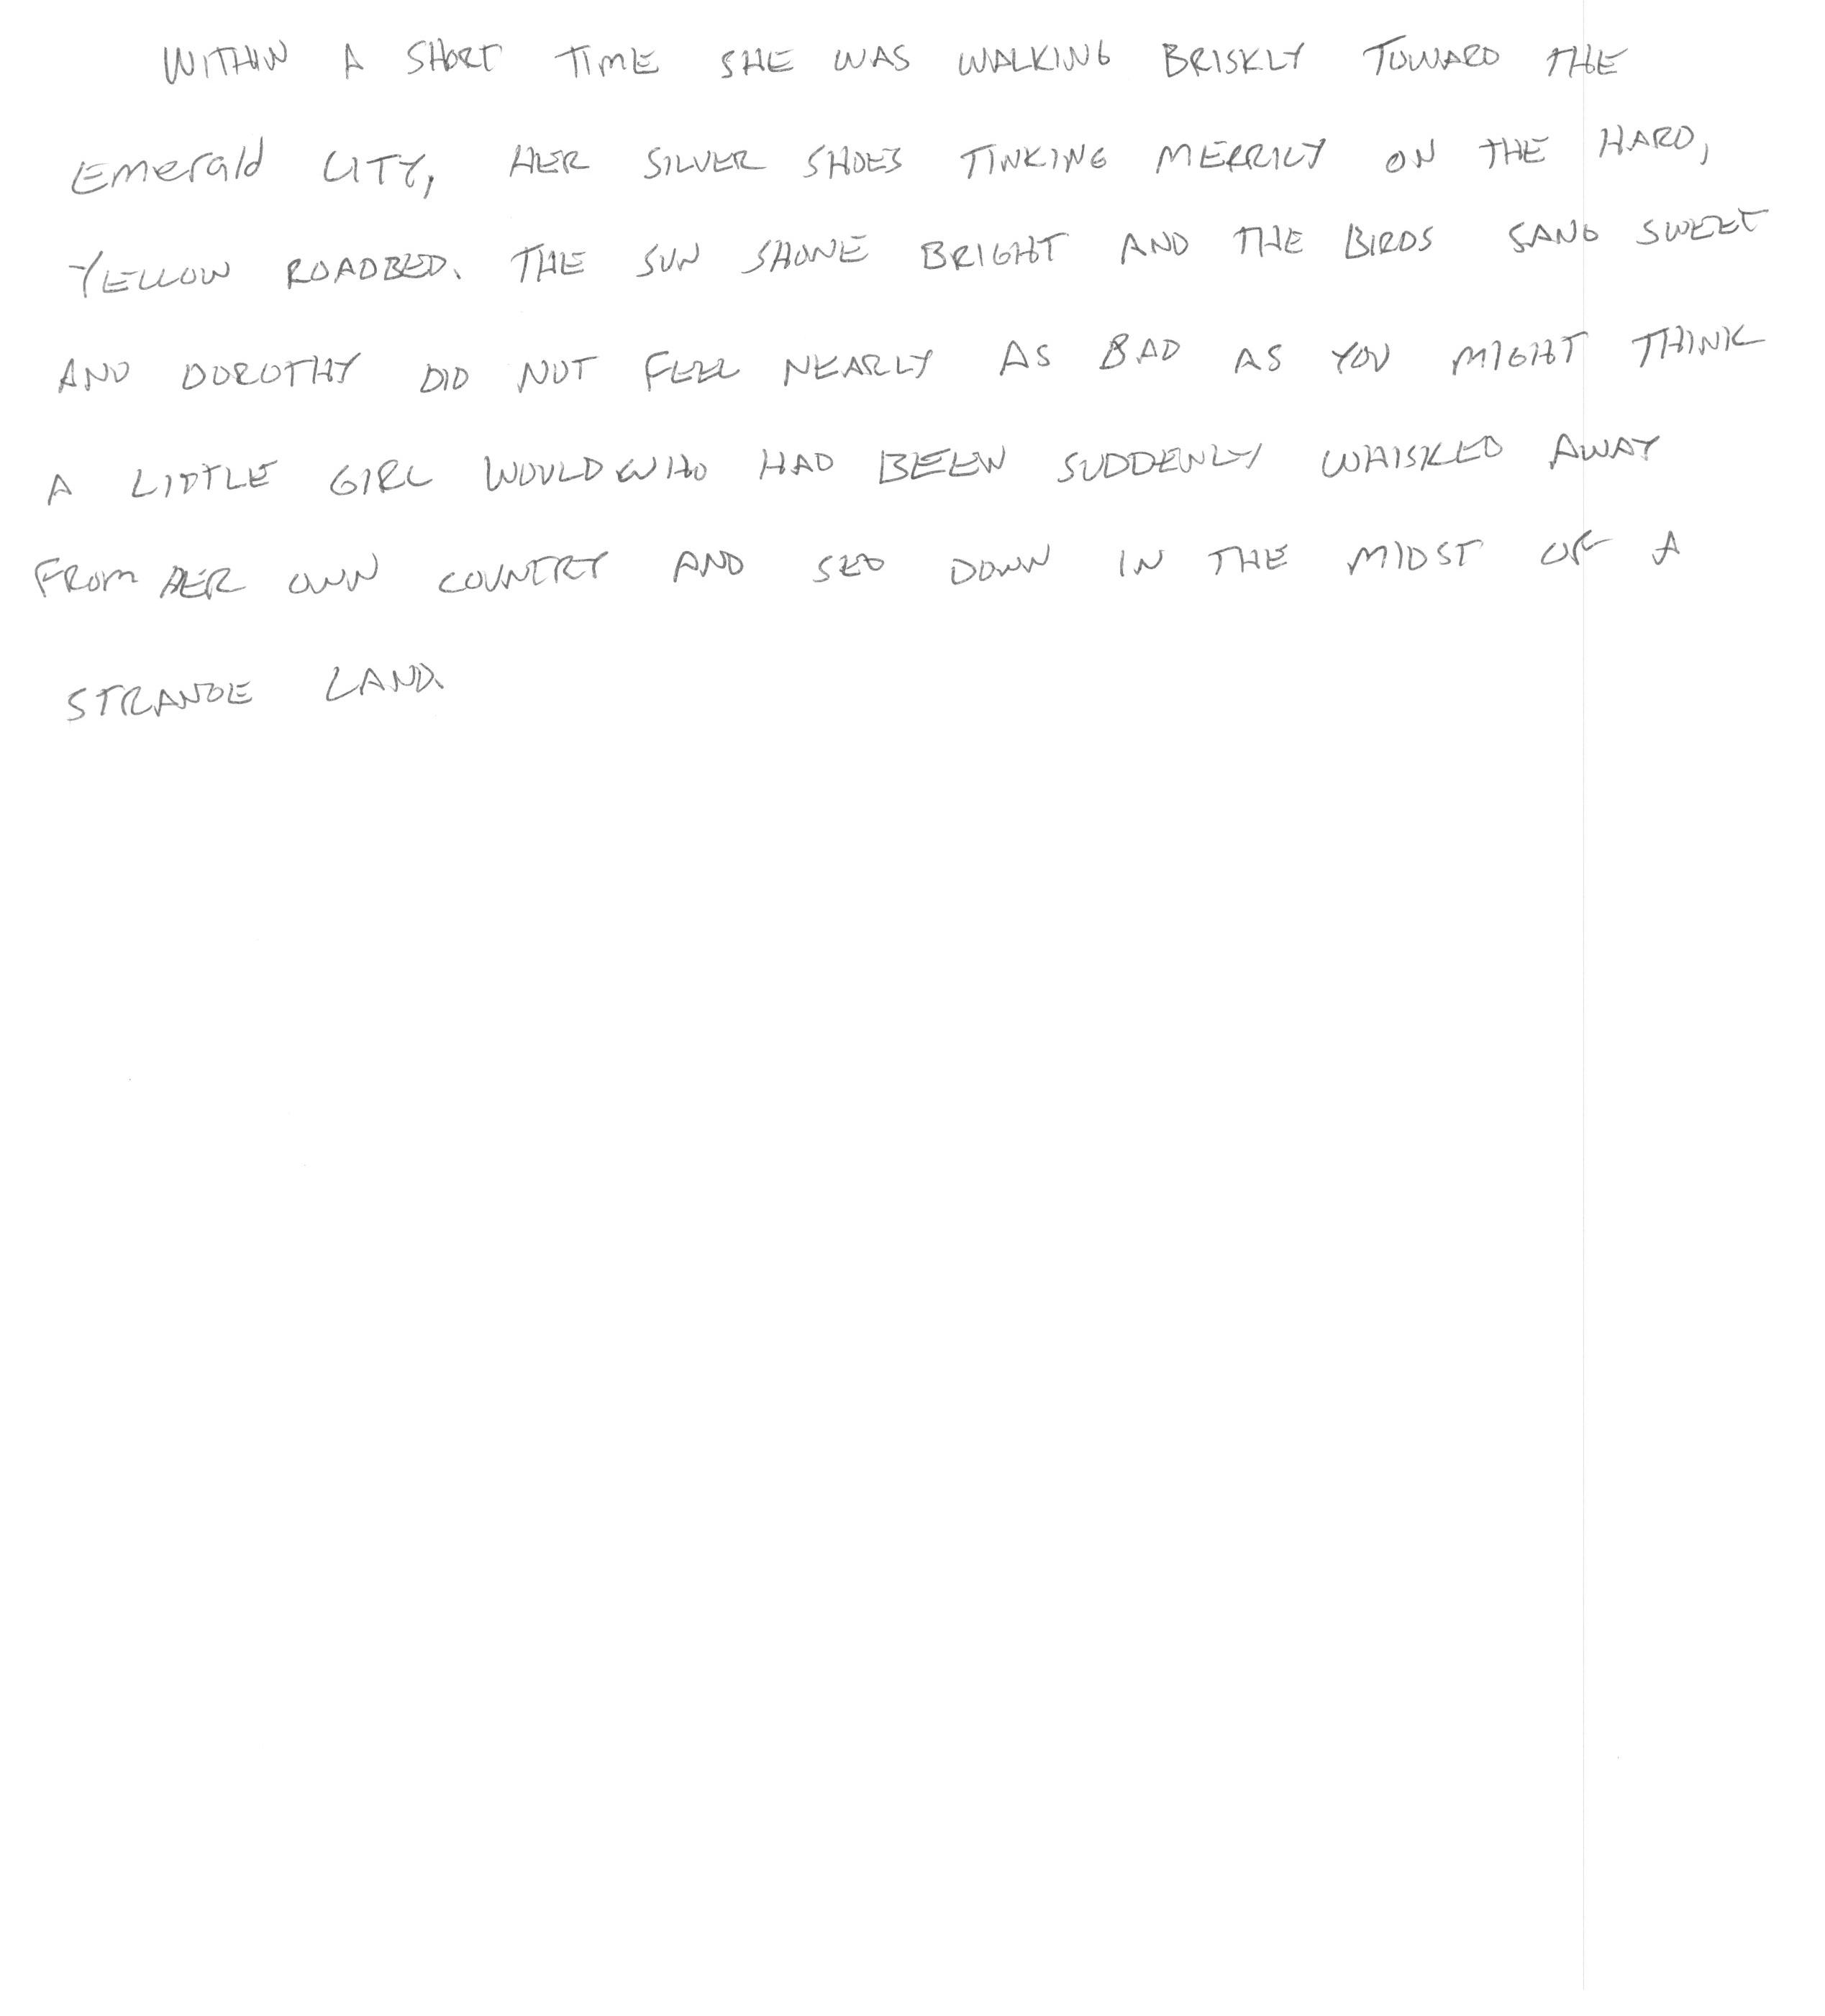 WITHIN A SHORT TIME SHE WAS WALKING BRISKLY TOWARD THE
Emerald CITY, HER SILVER SHOES TINKING MERRILY ON THE HARD,
YELLOW ROADBED. THE SUN SHONE BRIGHT AND THE BIRDS SANG SWEET
AND DOROTHY DID NOT FEEL NEARLY AS BAD AS YOU MIGHT THINK
A LITTLE GIRL WOULD WHO HAD BEEN SUDDENLY WHISKED AWAY
FROM HER OWN COUNTRY AND SED DOWN IN THE MIDST OF A
STRANGE LAND.